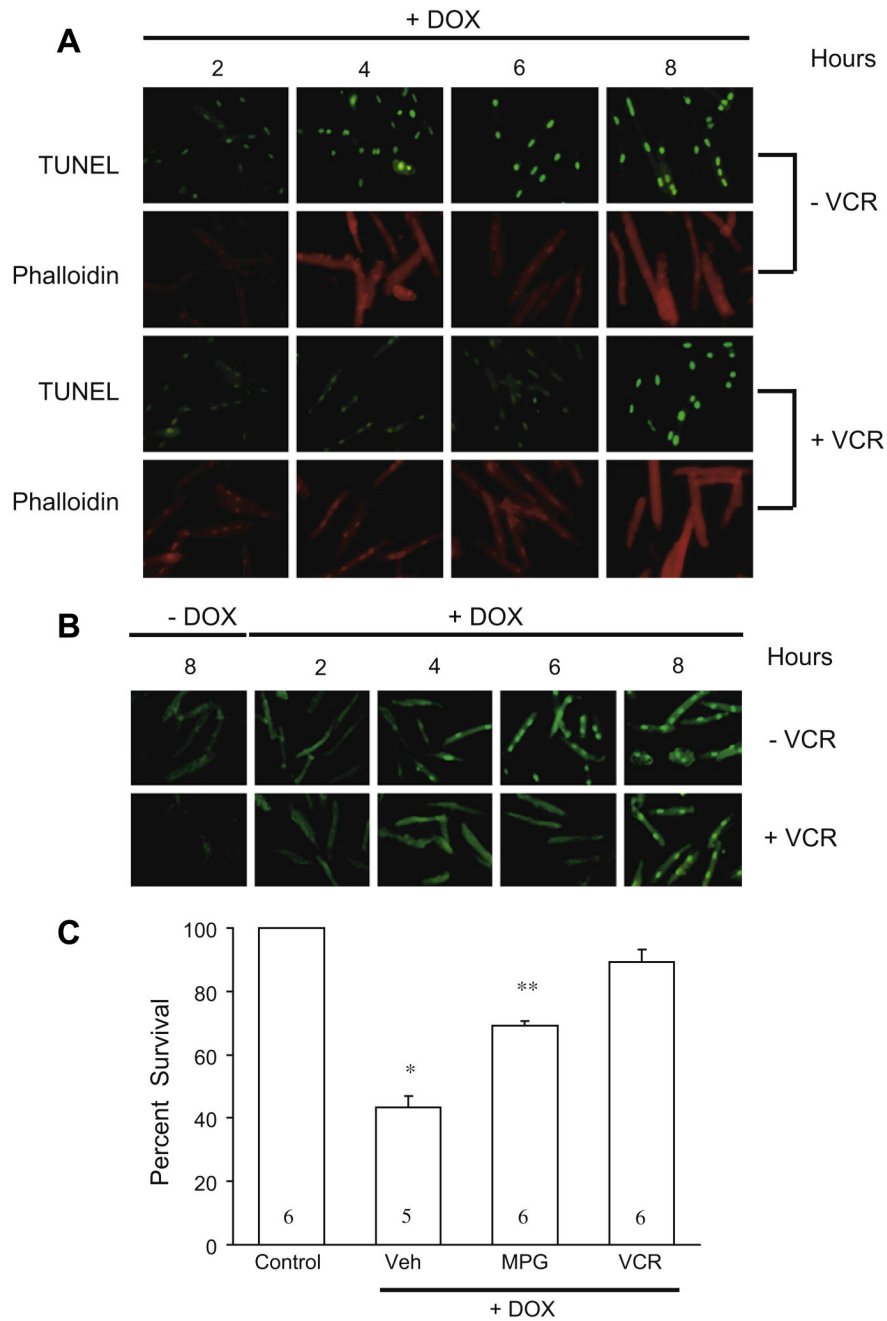 A
+ DOX
2 4 6 8 Hours
TUNEL
- VCR
Phalloidin
TUNEL
+ VCR
Phalloidin
B
- DOX + DOX
8 2 4 6 8 Hours
- VCR
+ VCR
C
Percent Survival
100
80
60
40
20
0
*
**
6 5 6 6
Control Veh MPG VCR
+ DOX